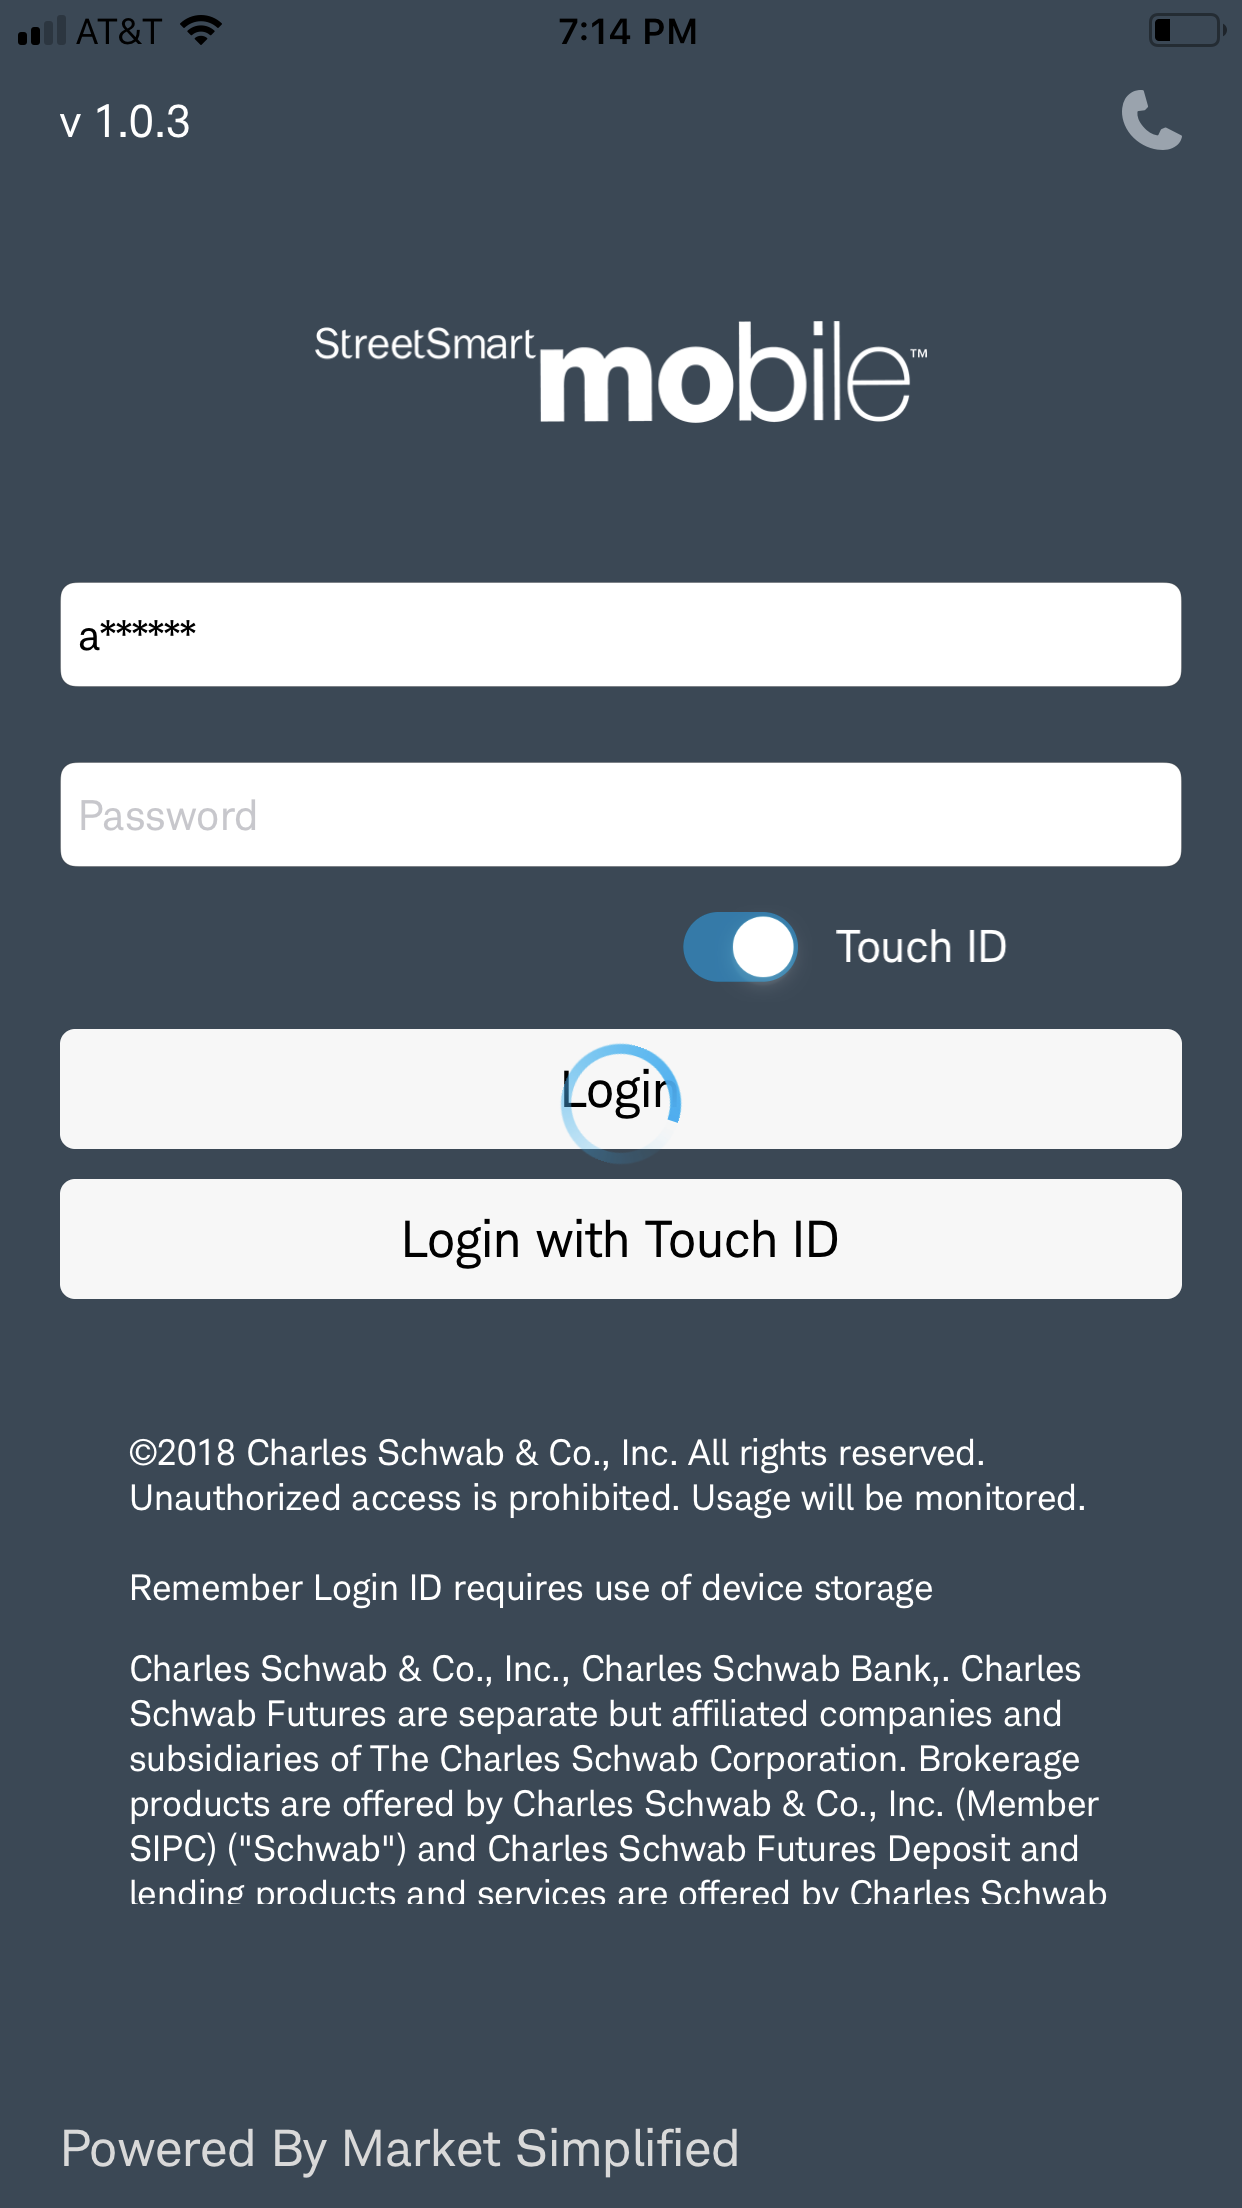 AT&T 7:14 PM
v 1.0.3
StreetSmart mobile™
a******
Password
Touch ID
Login
Login with Touch ID
©2018 Charles Schwab & Co., Inc. All rights reserved.
Unauthorized access is prohibited. Usage will be monitored.
Remember Login ID requires use of device storage
Charles Schwab & Co., Inc., Charles Schwab Bank,. Charles
Schwab Futures are separate but affiliated companies and
subsidiaries of The Charles Schwab Corporation. Brokerage
products are offered by Charles Schwab & Co., Inc. (Member
SIPC) ("Schwab") and Charles Schwab Futures Deposit and
lending products and services are offered by Charles Schwab
Powered By Market Simplified